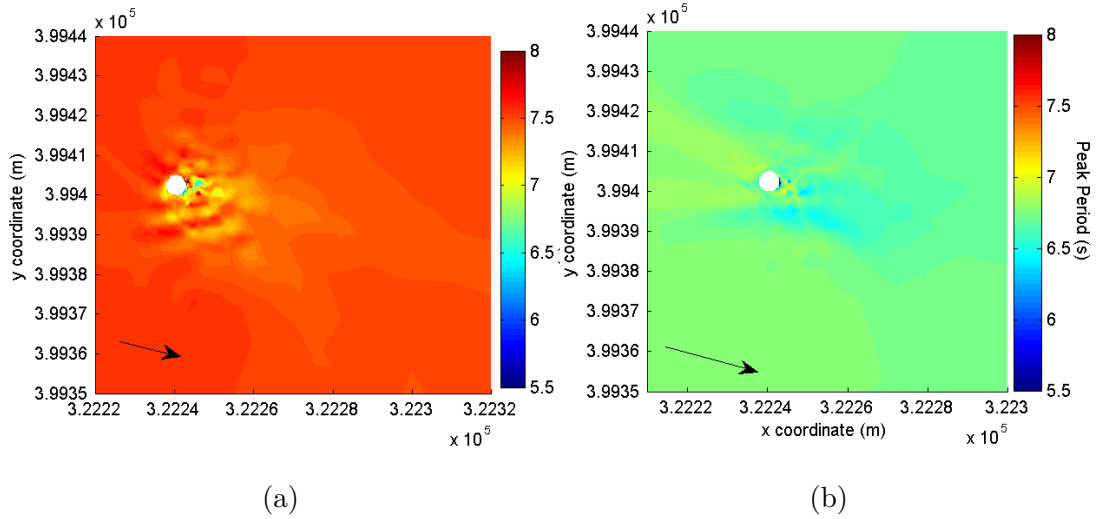 x 10^5
3.9944
3.9943
3.9942
3.9941
3.994
3.9939
3.9938
3.9937
3.9936
3.9935
y coordinate (m)
3.2222 3.2224 3.2226 3.2228 3.223 3.2232
x 10^5
8
7.5
7
6.5
6
5.5
(a)
x 10^5
3.9944
3.9943
3.9942
3.9941
3.994
3.9939
3.9938
3.9937
3.9936
3.9935
y coordinate (m)
3.2222 3.2224 3.2226 3.2228 3.223
x coordinate (m)
x 10^5
8
7.5
7
6.5
6
5.5
Peak Period (s)
(b)